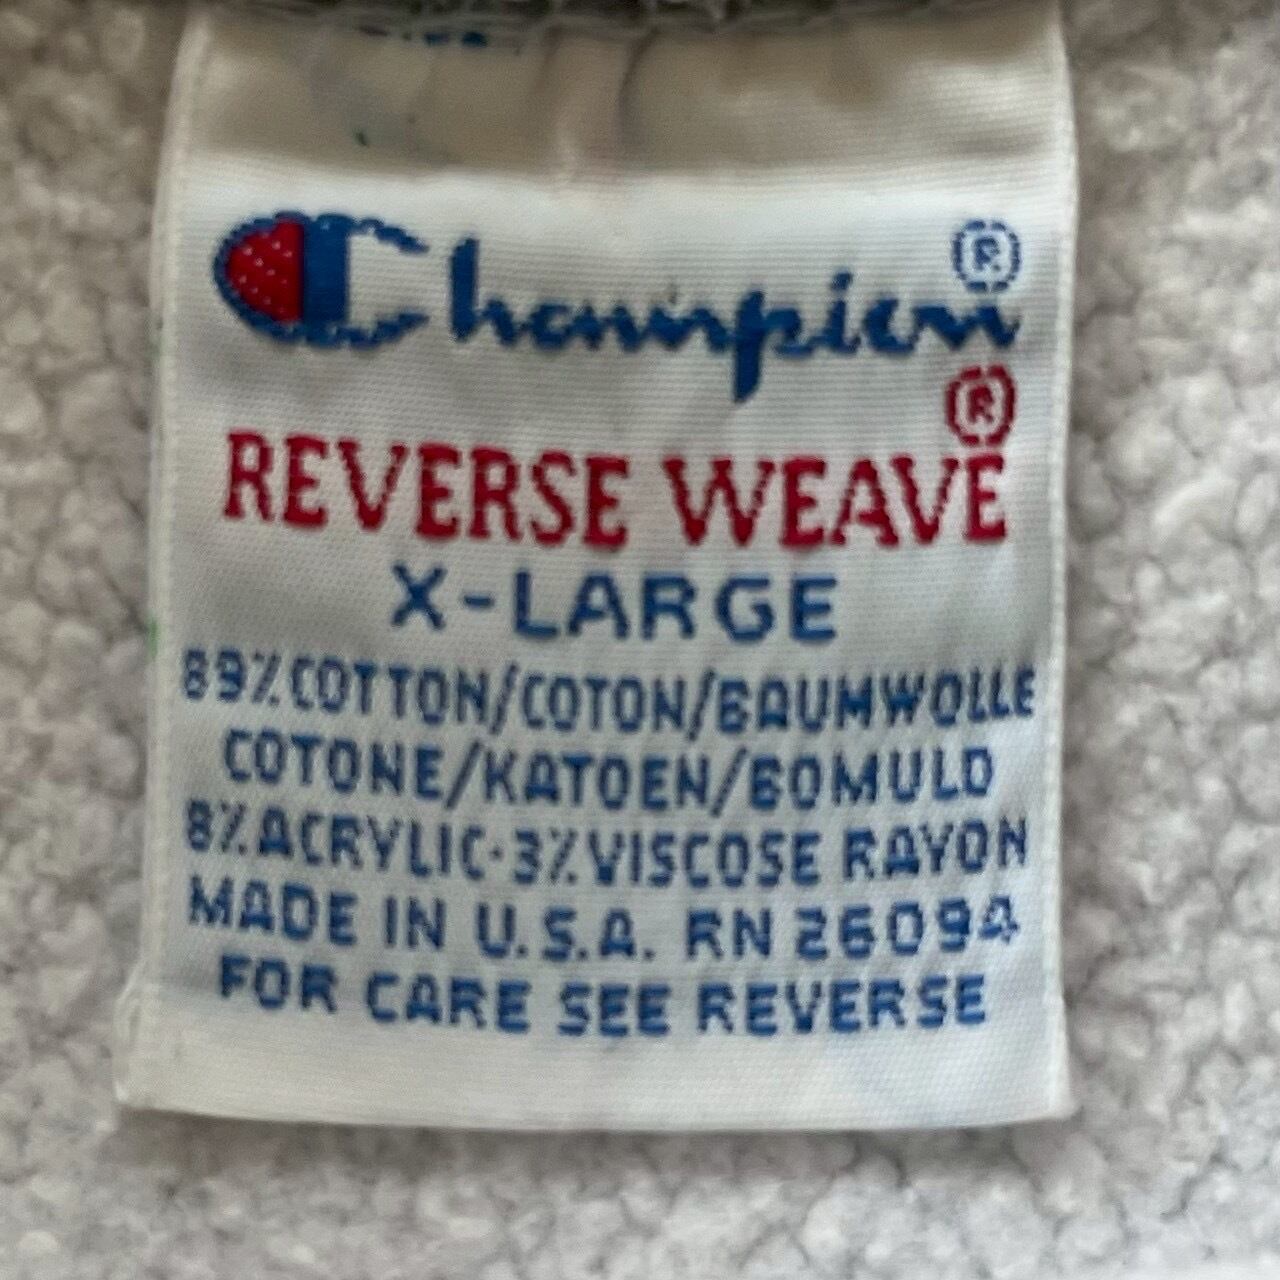 Champion®
REVERSE WEAVE®
X-LARGE
89% COTTON/COTON/BAUMWOLLE
COTONE/KATOEN/BOMULD
8% ACRYLIC·3% VISCOSE RAYON
MADE IN U.S.A. RN 26094
FOR CARE SEE REVERSE